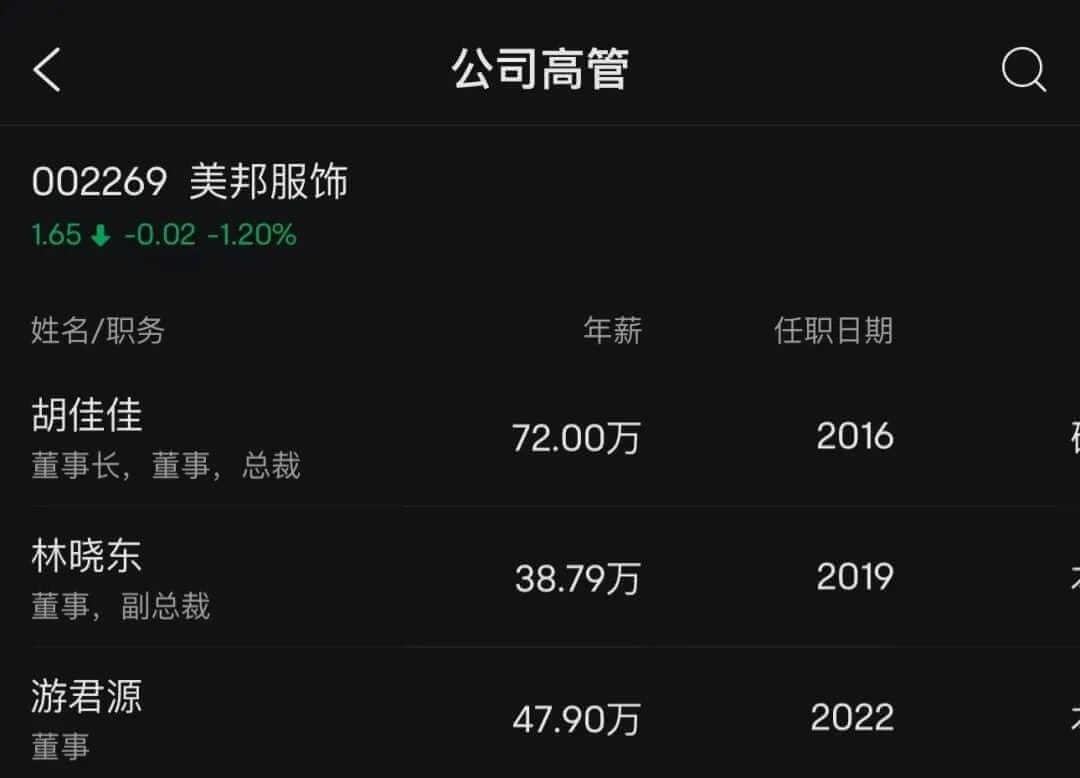 公司高管
002269 美邦服饰
1.65 ↓ -0.02 -1.20%
姓名/职务 年薪 任职日期
胡佳佳
72.00万 2016
董事长，董事，总裁
林晓东
38.79万 2019
董事，副总裁
游君源
47.90万 2022
董事